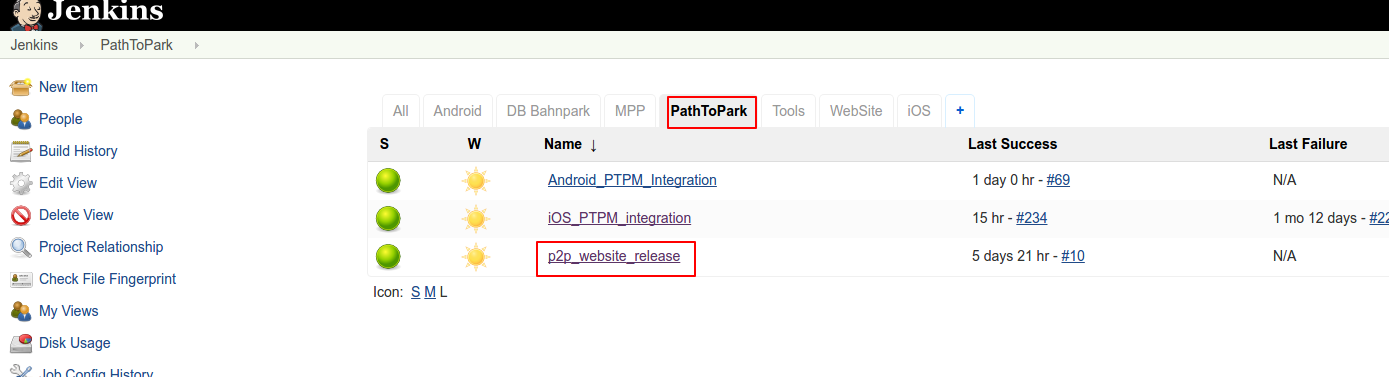 Jenkins
Jenkins PathToPark
New Item
People
Build History
Edit View
Delete View
Project Relationship
Check File Fingerprint
My Views
Disk Usage
Job Config History
All Android DB Bahnpark MPP PathToPark Tools WebSite iOS +
S W Name ↓ Last Success Last Failure
Android_PTPM_Integration 1 day 0 hr - #69 N/A
iOS_PTPM_integration 15 hr - #234 1 mo 12 days - #22
p2p_website_release 5 days 21 hr - #10 N/A
Icon: S M L